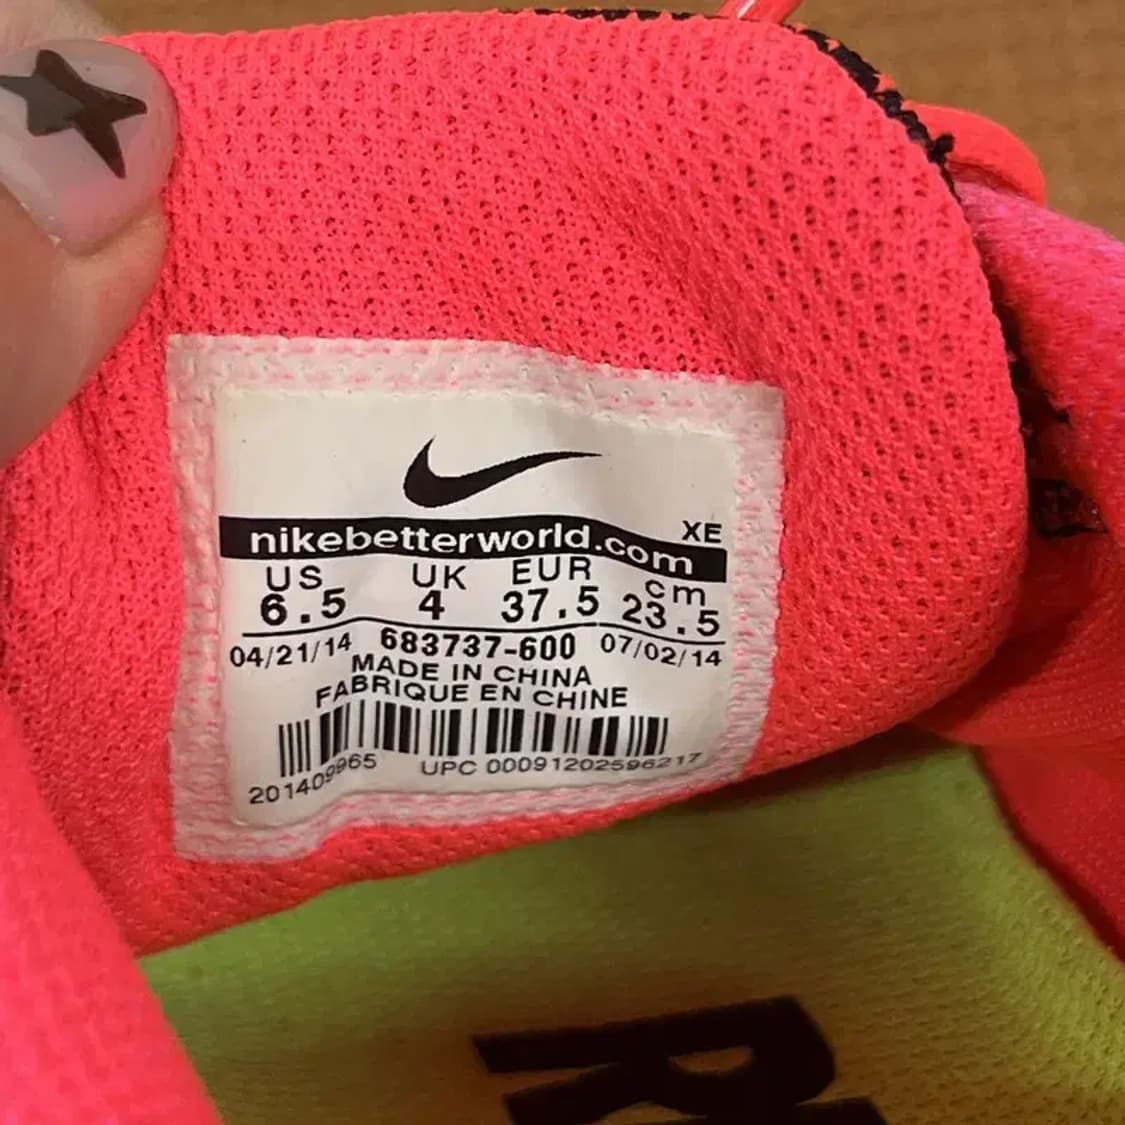 XE
nikebetterworld.com
US UK EUR cm
6.5 4 37.5 23.5
04/21/14 683737-600 07/02/14
MADE IN CHINA
FABRIQUE EN CHINE
201409965 UPC 00091202596217